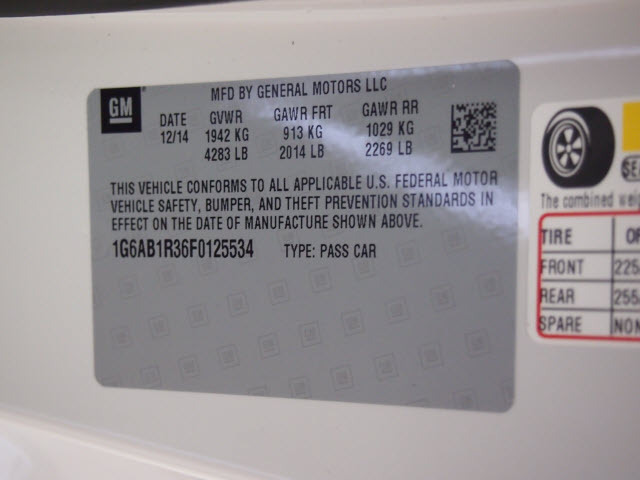 GM
MFD BY GENERAL MOTORS LLC
DATE GVWR GAWR FRT GAWR RR
12/14 1942 KG 913 KG 1029 KG
4283 LB 2014 LB 2269 LB
THIS VEHICLE CONFORMS TO ALL APPLICABLE U.S. FEDERAL MOTOR
VEHICLE SAFETY, BUMPER, AND THEFT PREVENTION STANDARDS IN
EFFECT ON THE DATE OF MANUFACTURE SHOWN ABOVE.
1G6AB1R36F0125534 TYPE: PASS CAR
The combined
TIRE
FRONT 225
REAR 255
SPARE